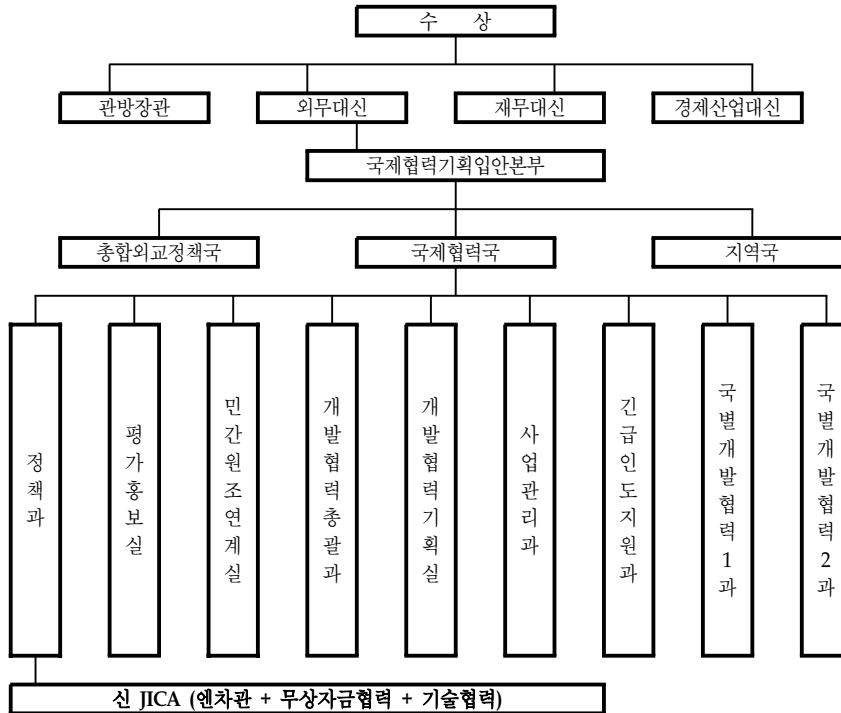 수 상
관방장관
외무대신
재무대신
경제산업대신
국제협력기획입안본부
총합외교정책국
국제협력국
지역국
정책과
평가홍보실
민간원조연계실
개발협력총괄과
개발협력기획실
사업관리과
긴급인도지원과
국별개발협력1과
국별개발협력2과
신 JICA (엔차관 + 무상자금협력 + 기술협력)